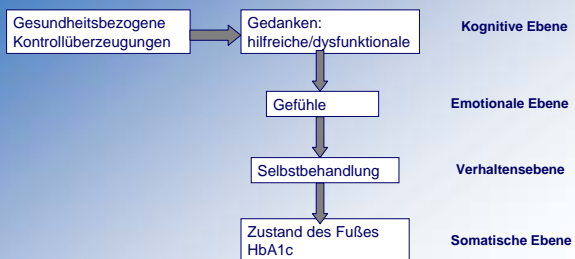 Gesundheitsbezogene
Kontrollüberzeugungen
Gedanken:
hilfreiche/dysfunktionale
Kognitive Ebene
Gefühle
Emotionale Ebene
Selbstbehandlung
Verhaltensebene
Zustand des Fußes
HbA1c
Somatische Ebene